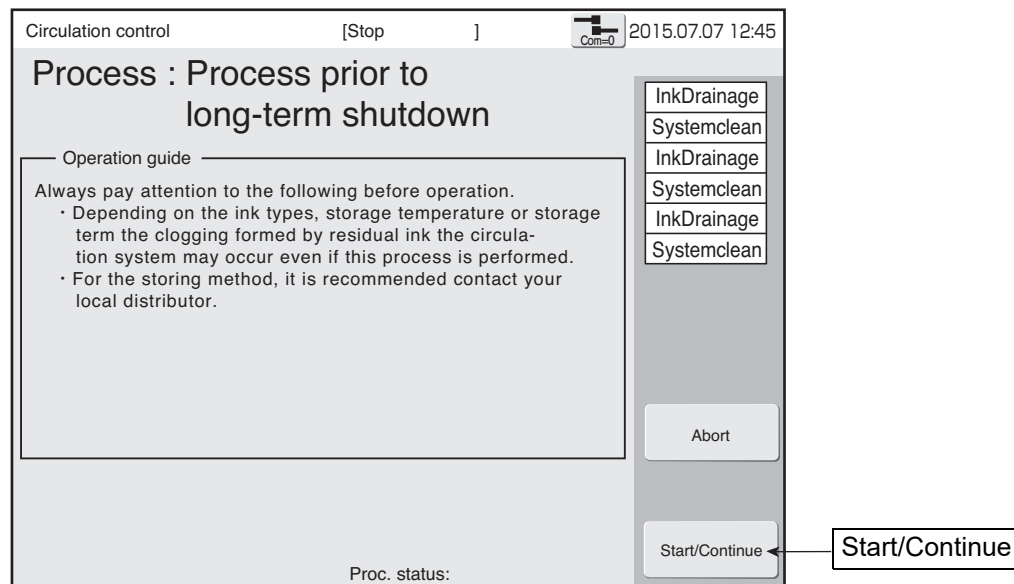 Circulation control [Stop ] Com=0 2015.07.07 12:45
Process : Process prior to
long-term shutdown
Operation guide
Always pay attention to the following before operation.
・Depending on the ink types, storage temperature or storage
term the clogging formed by residual ink the circula-
tion system may occur even if this process is performed.
・For the storing method, it is recommended contact your
local distributor.
InkDrainage
Systemclean
InkDrainage
Systemclean
InkDrainage
Systemclean
Abort
Start/Continue
Start/Continue
Proc. status: